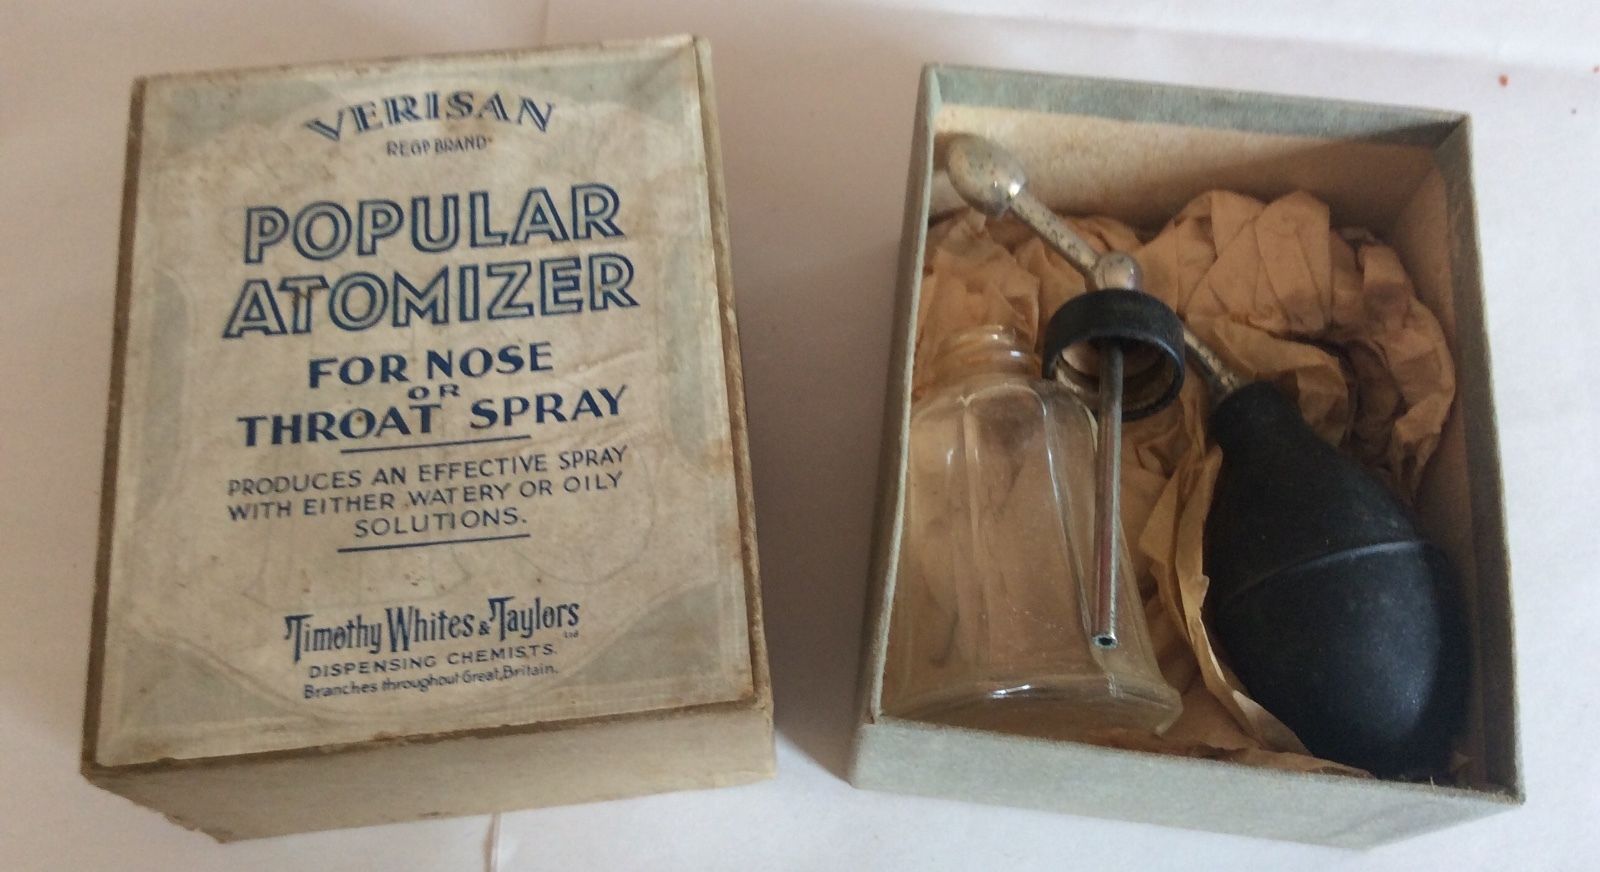 VERISAN
REGD BRAND
POPULAR
ATOMIZER
FOR NOSE
OR
THROAT SPRAY
PRODUCES AN EFFECTIVE SPRAY
WITH EITHER WATERY OR OILY
SOLUTIONS.
Timothy Whites & Taylors Ltd
DISPENSING CHEMISTS.
Branches throughout Great Britain.